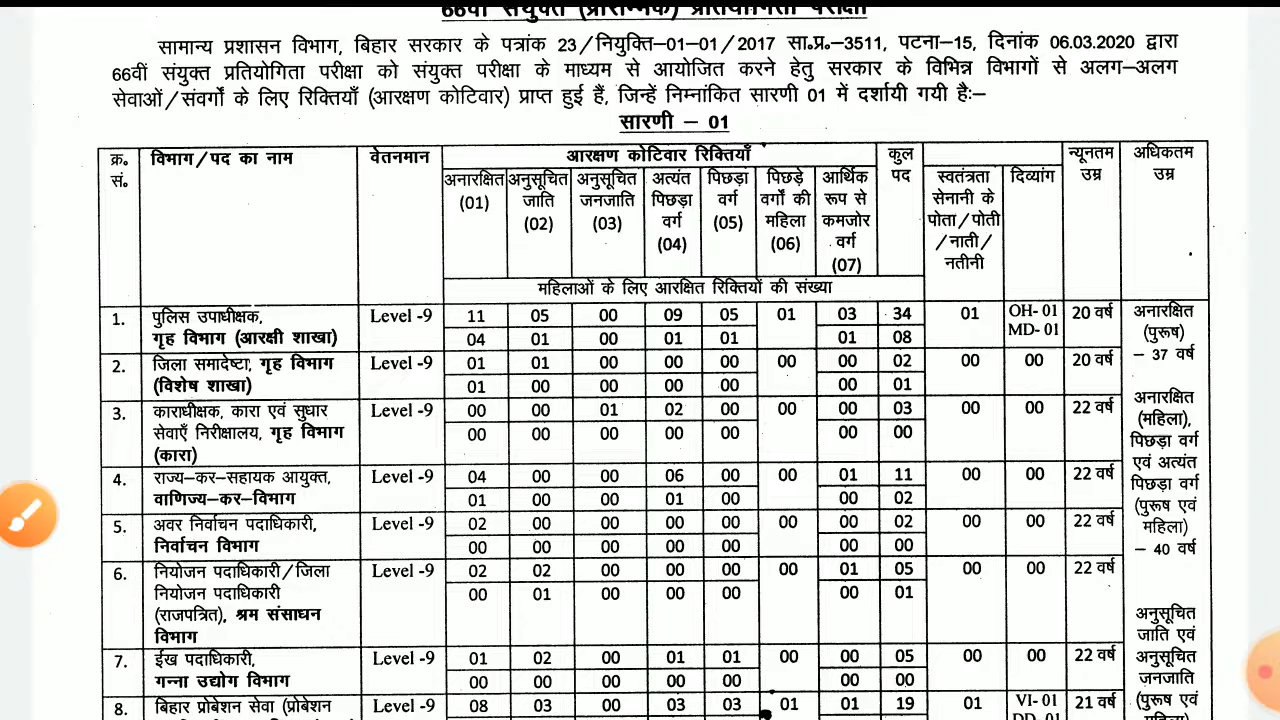 66वीं संयुक्त (प्रारम्भिक) प्रतियोगिता परीक्षा
सामान्य प्रशासन विभाग, बिहार सरकार के पत्रांक 23/नियुक्ति–01–01/2017 सा०प्र०–3511, पटना–15, दिनांक 06.03.2020 द्वारा
66वीं संयुक्त प्रतियोगिता परीक्षा को संयुक्त परीक्षा के माध्यम से आयोजित करने हेतु सरकार के विभिन्न विभागों से अलग–अलग
सेवाओं/संवर्गों के लिए रिक्तियाँ (आरक्षण कोटिवार) प्राप्त हुई हैं, जिन्हें निम्नांकित सारणी 01 में दर्शायी गयी है:–
सारणी – 01
क्र० सं० विभाग/पद का नाम वेतनमान आरक्षण कोटिवार रिक्तियाँ कुल पद न्यूनतम उम्र अधिकतम उम्र
अनारक्षित (01) अनुसूचित जाति (02) अनुसूचित जनजाति (03) अत्यंत पिछड़ा वर्ग (04) पिछड़ा वर्ग (05) पिछड़े वर्गों की महिला (06) आर्थिक रूप से कमजोर वर्ग (07) स्वतंत्रता सेनानी के पोता/पोती/नाती/नतीनी दिव्यांग
महिलाओं के लिए आरक्षित रिक्तियों की संख्या
1. पुलिस उपाधीक्षक, Level -9 11 05 00 09 05 01 03 34 01 OH- 01 MD- 01 20 वर्ष
गृह विभाग (आरक्षी शाखा) 04 01 00 01 01 01 08
2. जिला समादेष्टा, गृह विभाग Level -9 01 01 00 00 00 00 00 02 00 00 20 वर्ष
(विशेष शाखा) 01 00 00 00 00 00 01
3. काराधीक्षक, कारा एवं सुधार Level -9 00 00 01 02 00 00 00 03 00 00 22 वर्ष
सेवाएँ निरीक्षालय, गृह विभाग 00 00 00 00 00 00 00
(कारा)
4. राज्य–कर–सहायक आयुक्त, Level -9 04 00 00 06 00 00 01 11 00 00 22 वर्ष
वाणिज्य–कर–विभाग 01 00 00 01 00 00 02
5. अवर निर्वाचन पदाधिकारी, Level -9 02 00 00 00 00 00 00 02 00 00 22 वर्ष
निर्वाचन विभाग 00 00 00 00 00 00 00
6. नियोजन पदाधिकारी/जिला Level -9 02 02 00 00 00 00 01 05 00 00 22 वर्ष
नियोजन पदाधिकारी 00 01 00 00 00 00 01
(राजपत्रित), श्रम संसाधन
विभाग
7. ईख पदाधिकारी, Level -9 01 02 00 01 01 00 00 05 00 00 22 वर्ष
गन्ना उद्योग विभाग 00 00 00 00 00 00 00
8. बिहार प्रोबेशन सेवा (प्रोबेशन Level -9 08 03 00 03 03 01 01 19 01 VI- 01 21 वर्ष
DD- 01
अनारक्षित
(पुरूष)
– 37 वर्ष
अनारक्षित
(महिला),
पिछड़ा वर्ग
एवं अत्यंत
पिछड़ा वर्ग
(पुरूष एवं
महिला)
– 40 वर्ष
अनुसूचित
जाति एवं
अनुसूचित
जनजाति
(पुरूष एवं